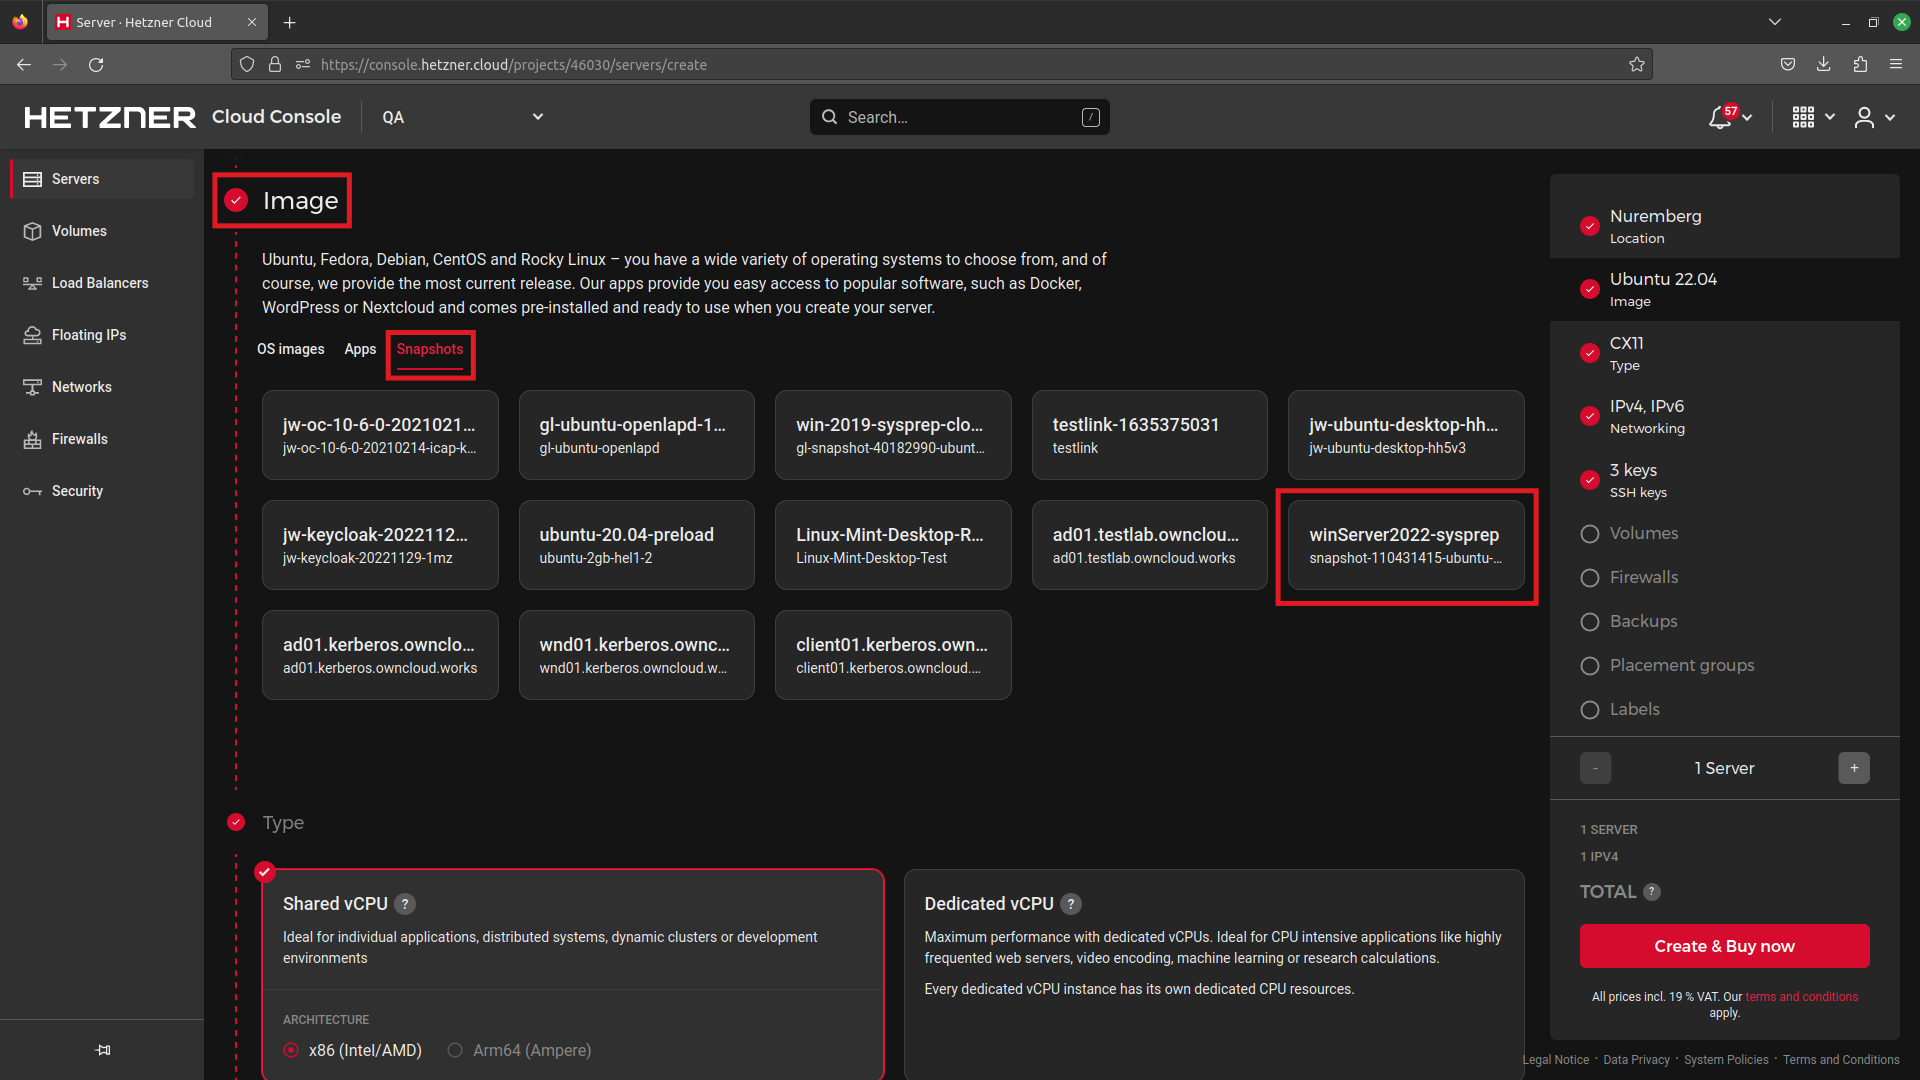 Server · Hetzner Cloud
https://console.hetzner.cloud/projects/46030/servers/create
HETZNER Cloud Console QA
Search... /
57
Servers
Volumes
Load Balancers
Floating IPs
Networks
Firewalls
Security
Image
Ubuntu, Fedora, Debian, CentOS and Rocky Linux – you have a wide variety of operating systems to choose from, and of
course, we provide the most current release. Our apps provide you easy access to popular software, such as Docker,
WordPress or Nextcloud and comes pre-installed and ready to use when you create your server.
OS images Apps Snapshots
jw-oc-10-6-0-2021021...
jw-oc-10-6-0-20210214-icap-k...
gl-ubuntu-openlapd-1...
gl-ubuntu-openlapd
win-2019-sysprep-clo...
gl-snapshot-40182990-ubunt...
testlink-1635375031
testlink
jw-ubuntu-desktop-hh...
jw-ubuntu-desktop-hh5v3
jw-keycloak-2022112...
jw-keycloak-20221129-1mz
ubuntu-20.04-preload
ubuntu-2gb-hel1-2
Linux-Mint-Desktop-R...
Linux-Mint-Desktop-Test
ad01.testlab.ownclou...
ad01.testlab.owncloud.works
winServer2022-sysprep
snapshot-110431415-ubuntu-...
ad01.kerberos.ownclo...
ad01.kerberos.owncloud.works
wnd01.kerberos.ownc...
wnd01.kerberos.owncloud.w...
client01.kerberos.own...
client01.kerberos.owncloud....
Type
Shared vCPU ?
Ideal for individual applications, distributed systems, dynamic clusters or development
environments
ARCHITECTURE
x86 (Intel/AMD) Arm64 (Ampere)
Dedicated vCPU ?
Maximum performance with dedicated vCPUs. Ideal for CPU intensive applications like highly
frequented web servers, video encoding, machine learning or research calculations.
Every dedicated vCPU instance has its own dedicated CPU resources.
Nuremberg
Location
Ubuntu 22.04
Image
CX11
Type
IPv4, IPv6
Networking
3 keys
SSH keys
Volumes
Firewalls
Backups
Placement groups
Labels
- 1 Server +
1 SERVER
1 IPV4
TOTAL ?
Create & Buy now
All prices incl. 19 % VAT. Our terms and conditions
apply.
Legal Notice · Data Privacy · System Policies · Terms and Conditions